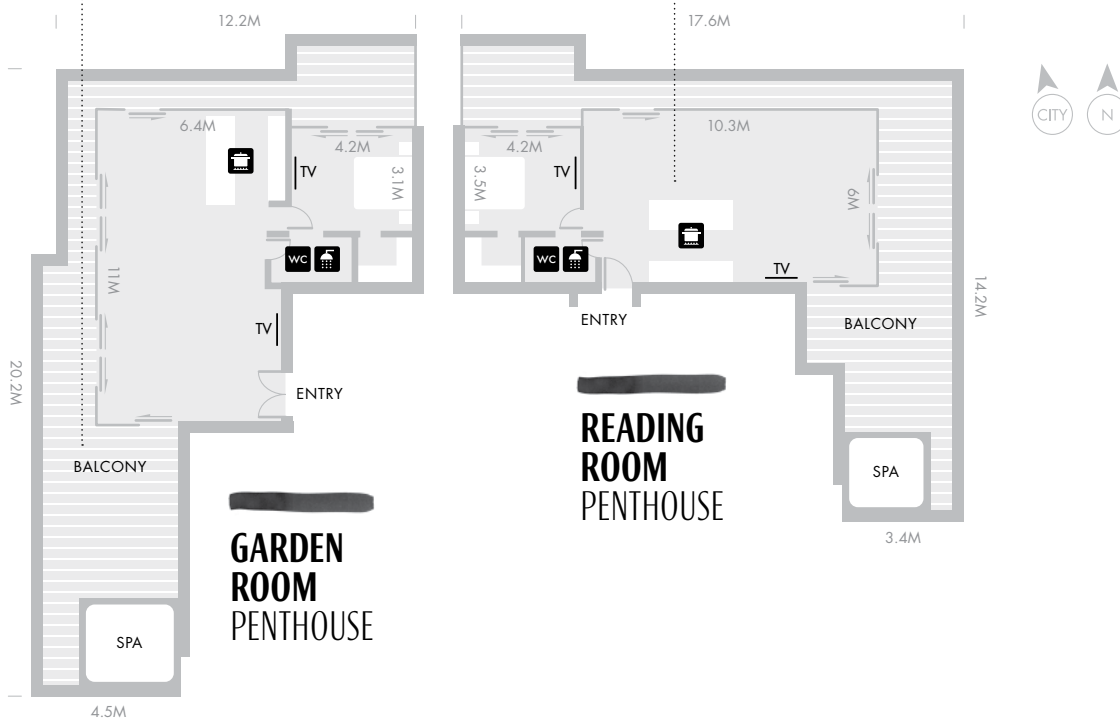 12.2M
17.6M
CITY
N
6.4M
10.3M
4.2M
4.2M
TV
3.1M
3.5M
TV
6M
WC
WC
11M
TV
14.2M
ENTRY
BALCONY
TV
20.2M
ENTRY
READING
ROOM
PENTHOUSE
BALCONY
SPA
3.4M
GARDEN
ROOM
PENTHOUSE
SPA
4.5M